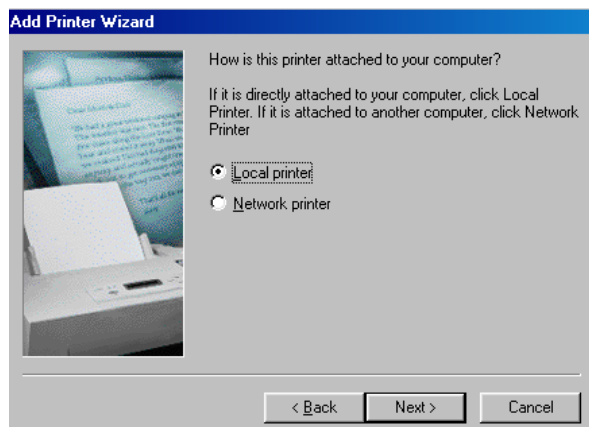 Add Printer Wizard
How is this printer attached to your computer?
If it is directly attached to your computer, click Local
Printer. If it is attached to another computer, click Network
Printer
Local printer
Network printer
< Back
Next >
Cancel